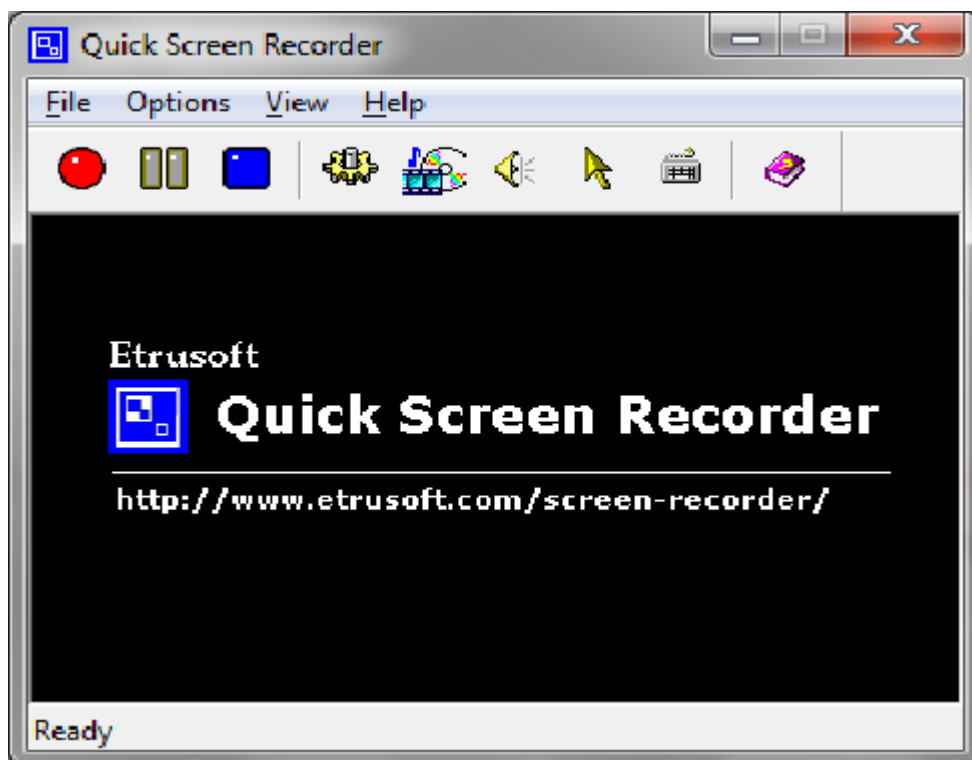 Quick Screen Recorder
File Options View Help
Etrusoft
Quick Screen Recorder
http://www.etrusoft.com/screen-recorder/
Ready